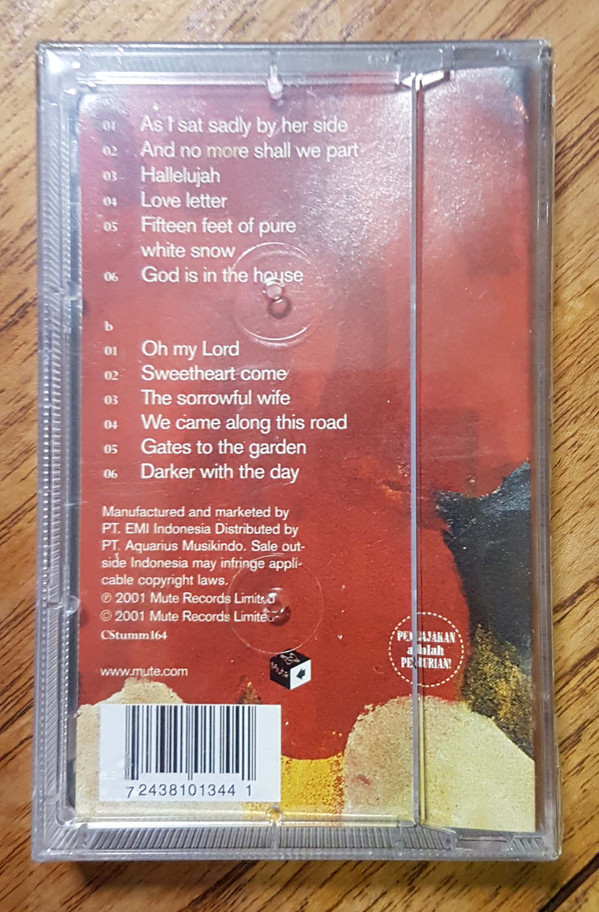 01 As I sat sadly by her side
02 And no more shall we part
03 Hallelujah
04 Love letter
05 Fifteen feet of pure
white snow
06 God is in the house
b
01 Oh my Lord
02 Sweetheart come
03 The sorrowful wife
04 We came along this road
05 Gates to the garden
06 Darker with the day
Manufactured and marketed by
PT. EMI Indonesia Distributed by
PT. Aquarius Musikindo. Sale out-
side Indonesia may infringe appli-
cable copyright laws.
℗ 2001 Mute Records Limited
© 2001 Mute Records Limited
CStumm164
www.mute.com
PEMBAJAKAN
adalah
PENCURIAN!
7 24381 01344 1